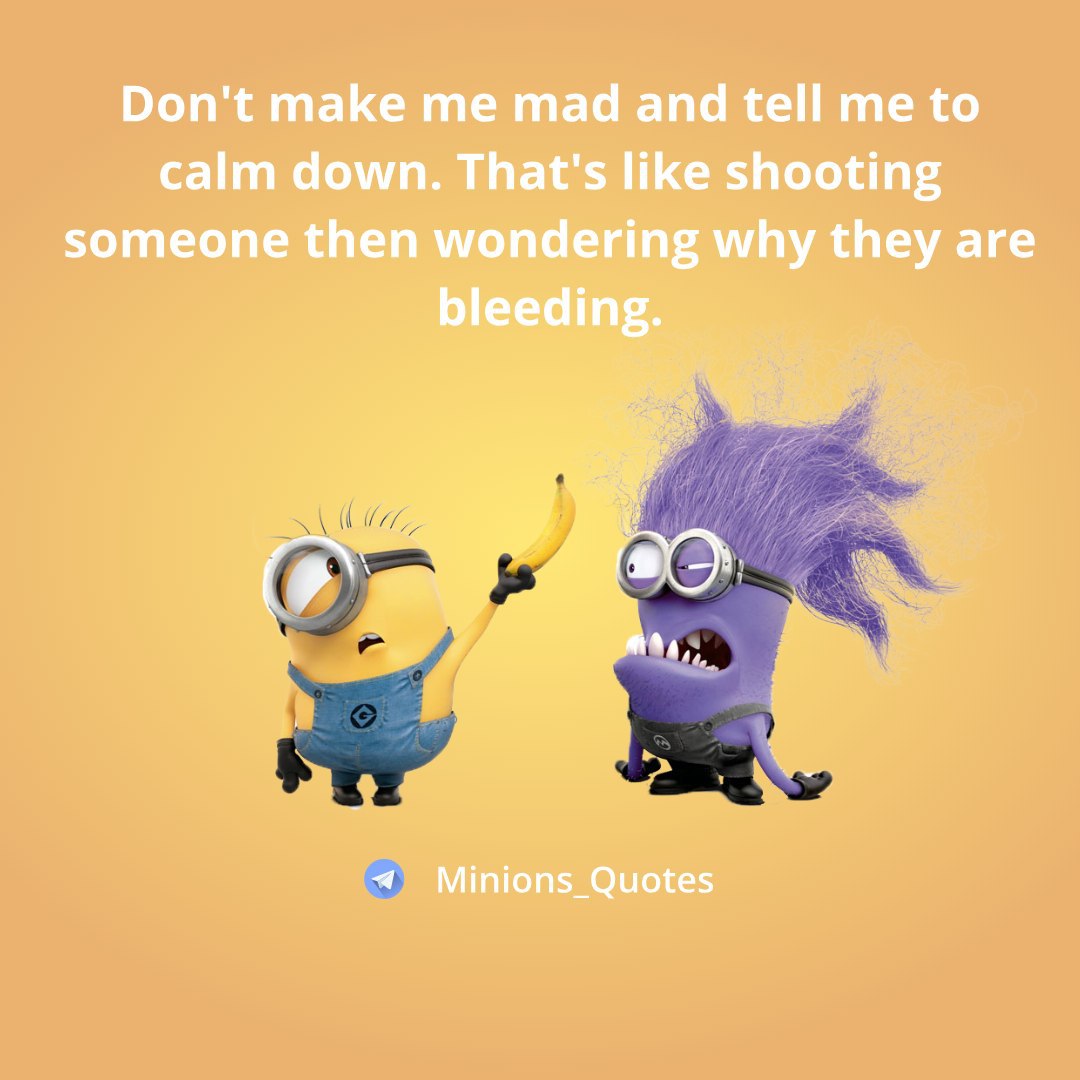 Don't make me mad and tell me to
calm down. That's like shooting
someone then wondering why they are
bleeding.
Minions_Quotes